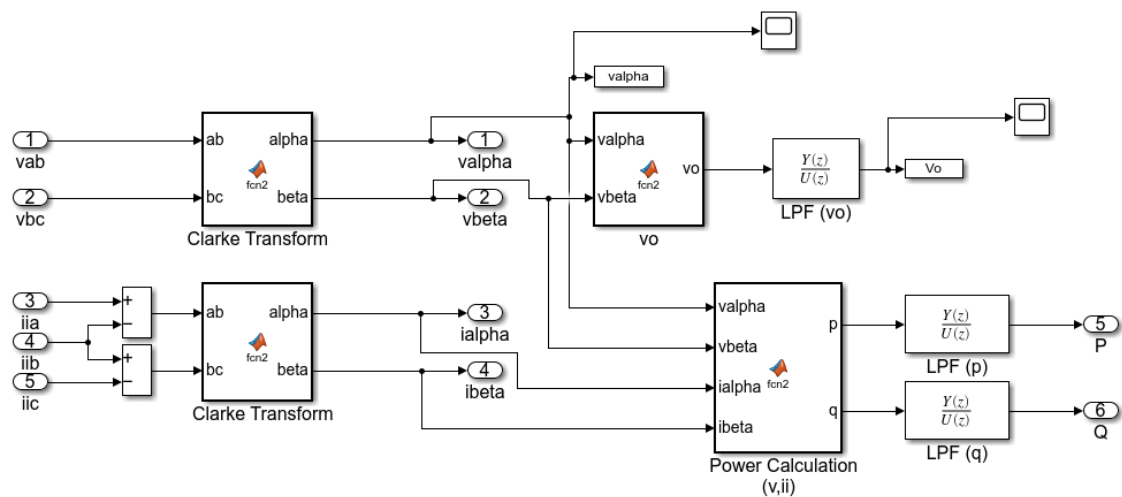 valpha
1
vab
ab
alpha
fcn2
1
valpha
valpha
vo
fcn2
Y(z)
U(z)
Vo
2
vbc
bc
beta
2
vbeta
vbeta
LPF (vo)
Clarke Transform
vo
3
iia
+
−
ab
alpha
fcn2
3
ialpha
valpha
p
Y(z)
U(z)
5
P
4
iib
+
−
vbeta
LPF (p)
5
iic
bc
beta
4
ibeta
ialpha
fcn2
Clarke Transform
ibeta
q
Y(z)
U(z)
6
Q
LPF (q)
Power Calculation
(v,ii)